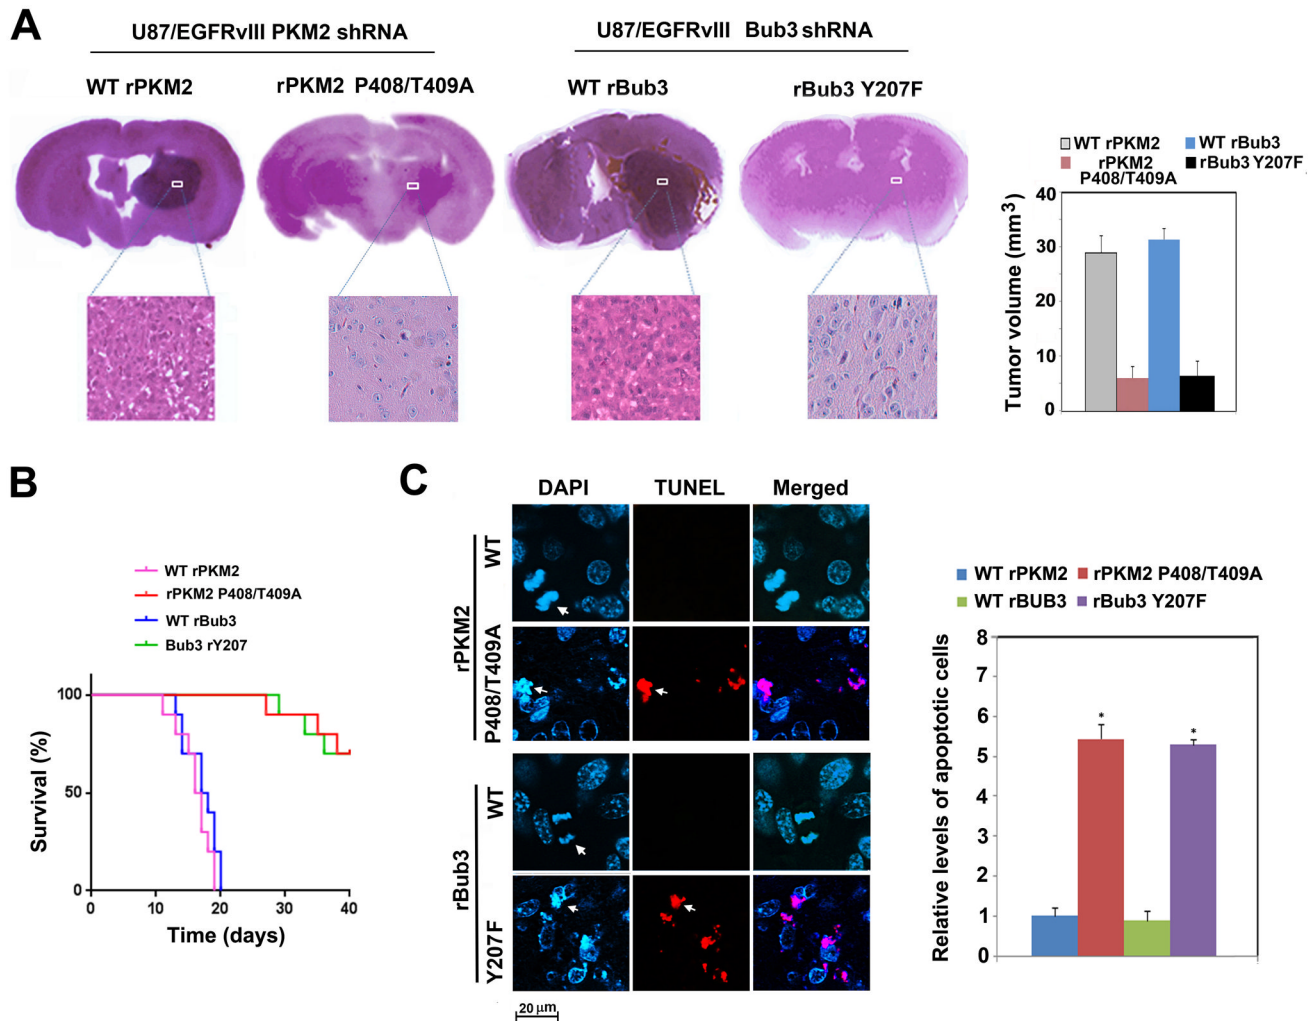 A
U87/EGFRvIII PKM2 shRNA
U87/EGFRvIII Bub3 shRNA
WT rPKM2
rPKM2 P408/T409A
WT rBub3
rBub3 Y207F
WT rPKM2
WT rBub3
rPKM2
P408/T409A
rBub3 Y207F
Tumor volume (mm3)
40
30
20
10
0
B
WT rPKM2
rPKM2 P408/T409A
WT rBub3
Bub3 rY207
Survival (%)
100
50
0
0 10 20 30 40
Time (days)
C
DAPI TUNEL Merged
rPKM2
WT
P408/T409A
rBub3
WT
Y207F
20 µm
WT rPKM2
rPKM2 P408/T409A
WT rBUB3
rBub3 Y207F
Relative levels of apoptotic cells
8
7
6
5
4
3
2
1
0
*
*